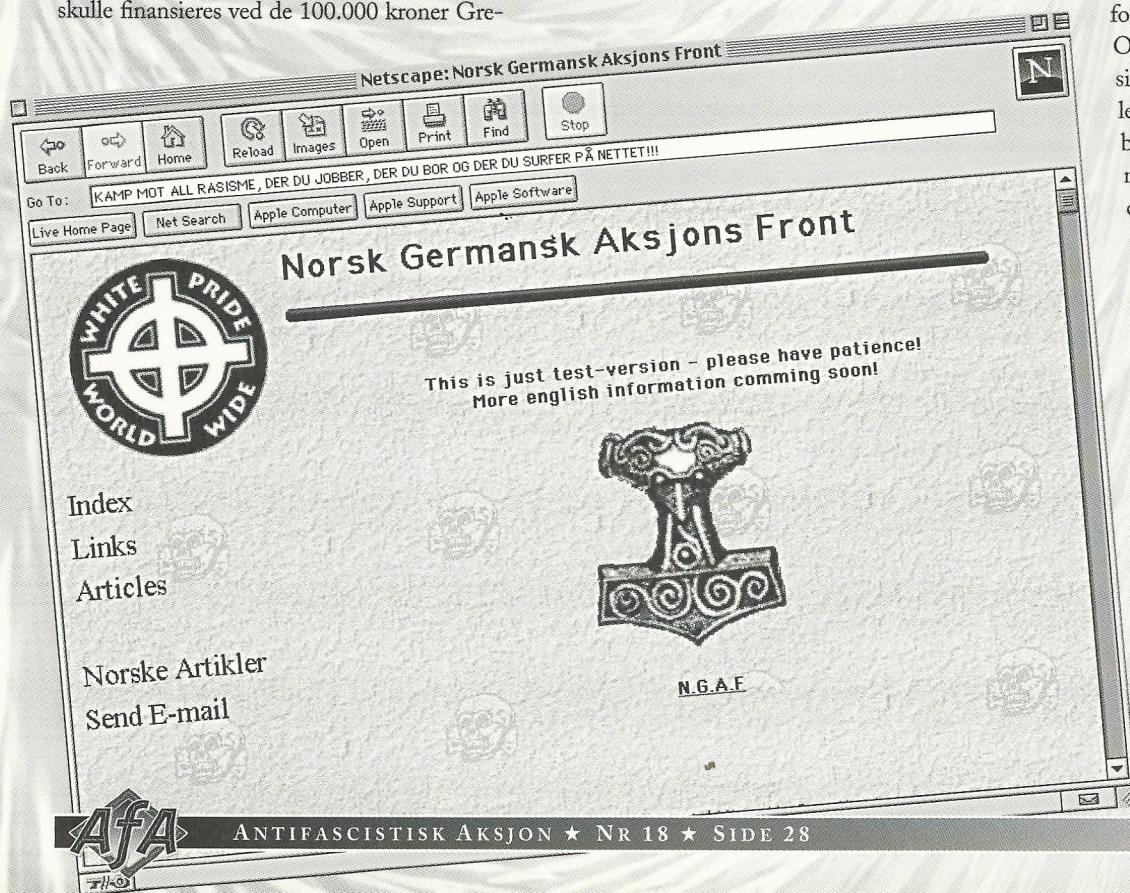 skulle finansieres ved de 100.000 kroner Gre-
Netscape: Norsk Germansk Aksjons Front
N
Back Forward Home Reload Images Open Print Find Stop
Go To: KAMP MOT ALL RASISME, DER DU JOBBER, DER DU BOR OG DER DU SURFER PÅ NETTET!!!
Live Home Page Net Search Apple Computer Apple Support Apple Software
Norsk Germansk Aksjons Front
WHITE PRIDE
WORLD WIDE
This is just test-version - please have patience!
More english information comming soon!
Index
Links
Articles
Norske Artikler
Send E-mail
N.G.A.F
AfA
ANTIFASCISTISK AKSJON ★ NR 18 ★ SIDE 28